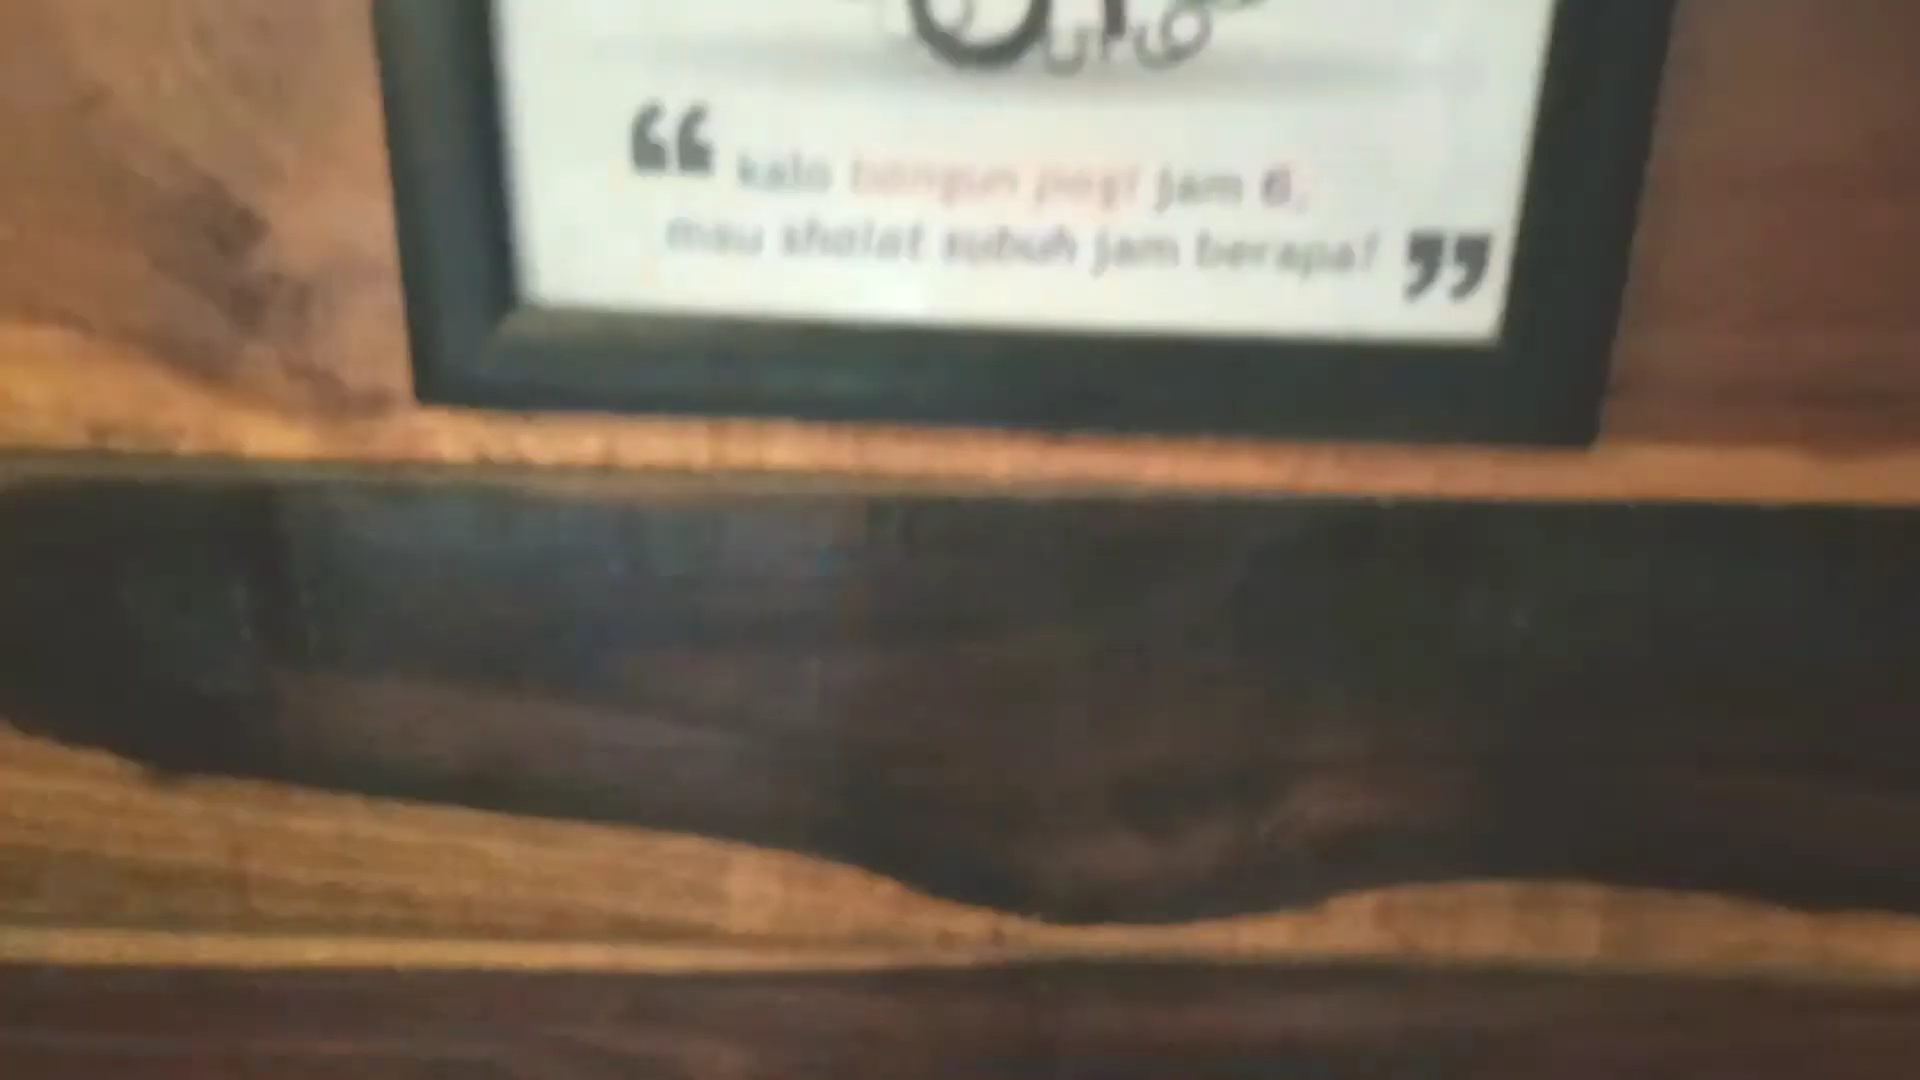 “ kalo bangun pagi jam 6,
mau sholat subuh jam berapa? ”